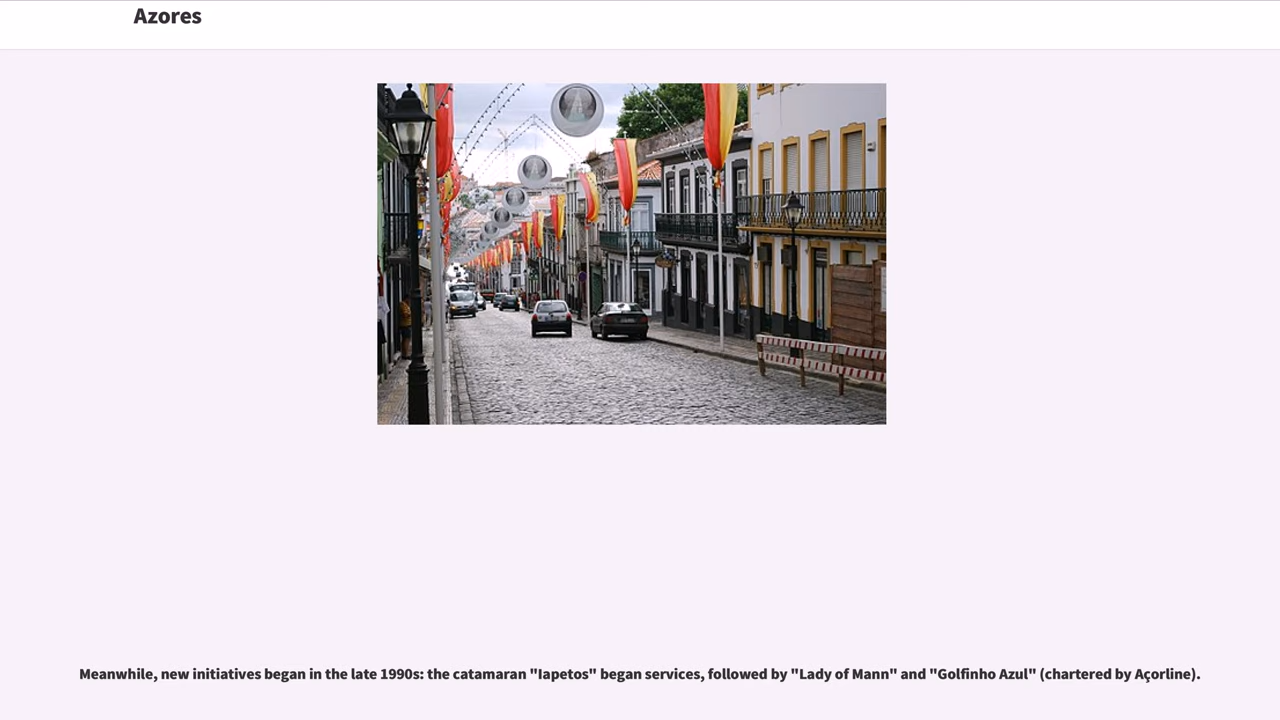 Azores
Meanwhile, new initiatives began in the late 1990s: the catamaran "Iapetos" began services, followed by "Lady of Mann" and "Golfinho Azul" (chartered by Açorline).